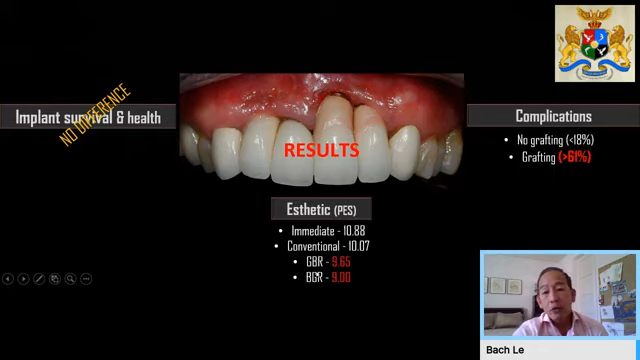 Implant survival & health
NO DIFFERENCE
RESULTS
Complications
• No grafting (<18%)
• Grafting (>61%)
Esthetic (PES)
• Immediate - 10.88
• Conventional - 10.07
• GBR - 9.65
• BGR - 9.00
Bach Le